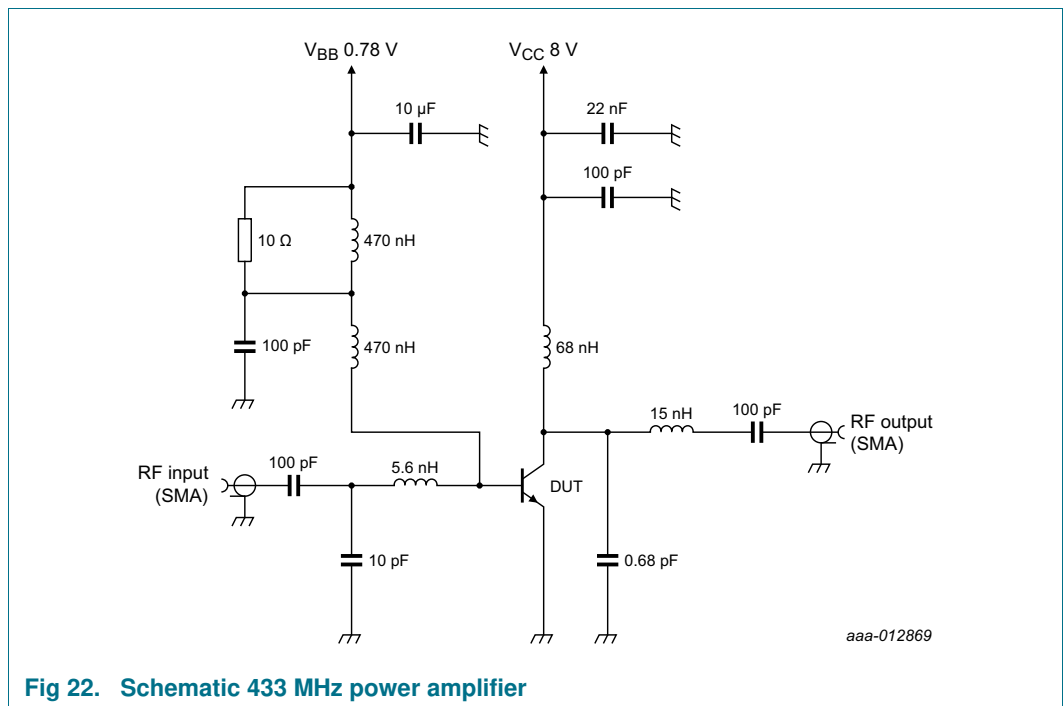 V_BB 0.78 V
V_CC 8 V
10 µF
22 nF
100 pF
10 Ω
470 nH
100 pF
470 nH
68 nH
15 nH
100 pF
RF output
(SMA)
RF input
(SMA)
100 pF
5.6 nH
DUT
10 pF
0.68 pF
aaa-012869
Fig 22. Schematic 433 MHz power amplifier